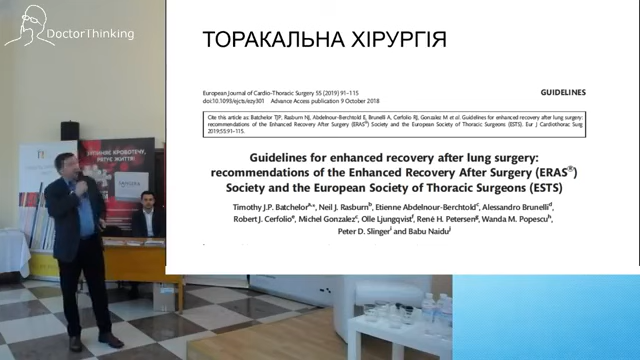 DoctorThinking
ТОРАКАЛЬНА ХІРУРГІЯ
European Journal of Cardio-Thoracic Surgery 55 (2019) 91–115
GUIDELINES
doi:10.1093/ejcts/ezy301 Advance Access publication 9 October 2018
Cite this article as: Batchelor TJP, Rasburn NJ, Abdelnour-Berchtold E, Brunelli A, Cerfolio RJ, Gonzalez M et al. Guidelines for enhanced recovery after lung surgery:
recommendations of the Enhanced Recovery After Surgery (ERAS®) Society and the European Society of Thoracic Surgeons (ESTS). Eur J Cardiothorac Surg
2019;55:91–115.
Guidelines for enhanced recovery after lung surgery:
recommendations of the Enhanced Recovery After Surgery (ERAS®)
Society and the European Society of Thoracic Surgeons (ESTS)
Timothy J.P. Batchelor, Neil J. Rasburn, Etienne Abdelnour-Berchtold, Alessandro Brunelli,
Robert J. Cerfolio, Michel Gonzalez, Olle Ljungqvist, René H. Petersen, Wanda M. Popescu,
Peter D. Slinger and Babu Naidu
ЗУПИНЯЄ КРОВОТЕЧУ,
РЯТУЄ ЖИТТЯ!